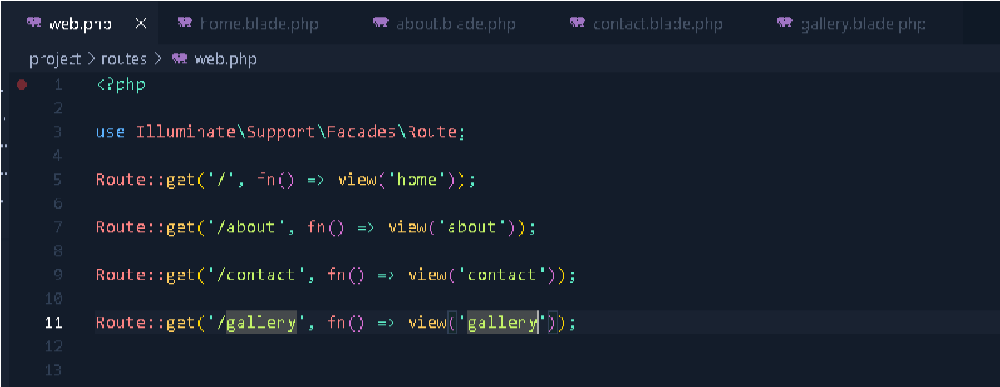 web.php × home.blade.php about.blade.php contact.blade.php gallery.blade.php
project > routes > web.php
1 <?php
2
3 use Illuminate\Support\Facades\Route;
4
5 Route::get('/', fn() => view('home'));
6
7 Route::get('/about', fn() => view('about'));
8
9 Route::get('/contact', fn() => view('contact'));
10
11 Route::get('/gallery', fn() => view('gallery'));
12
13